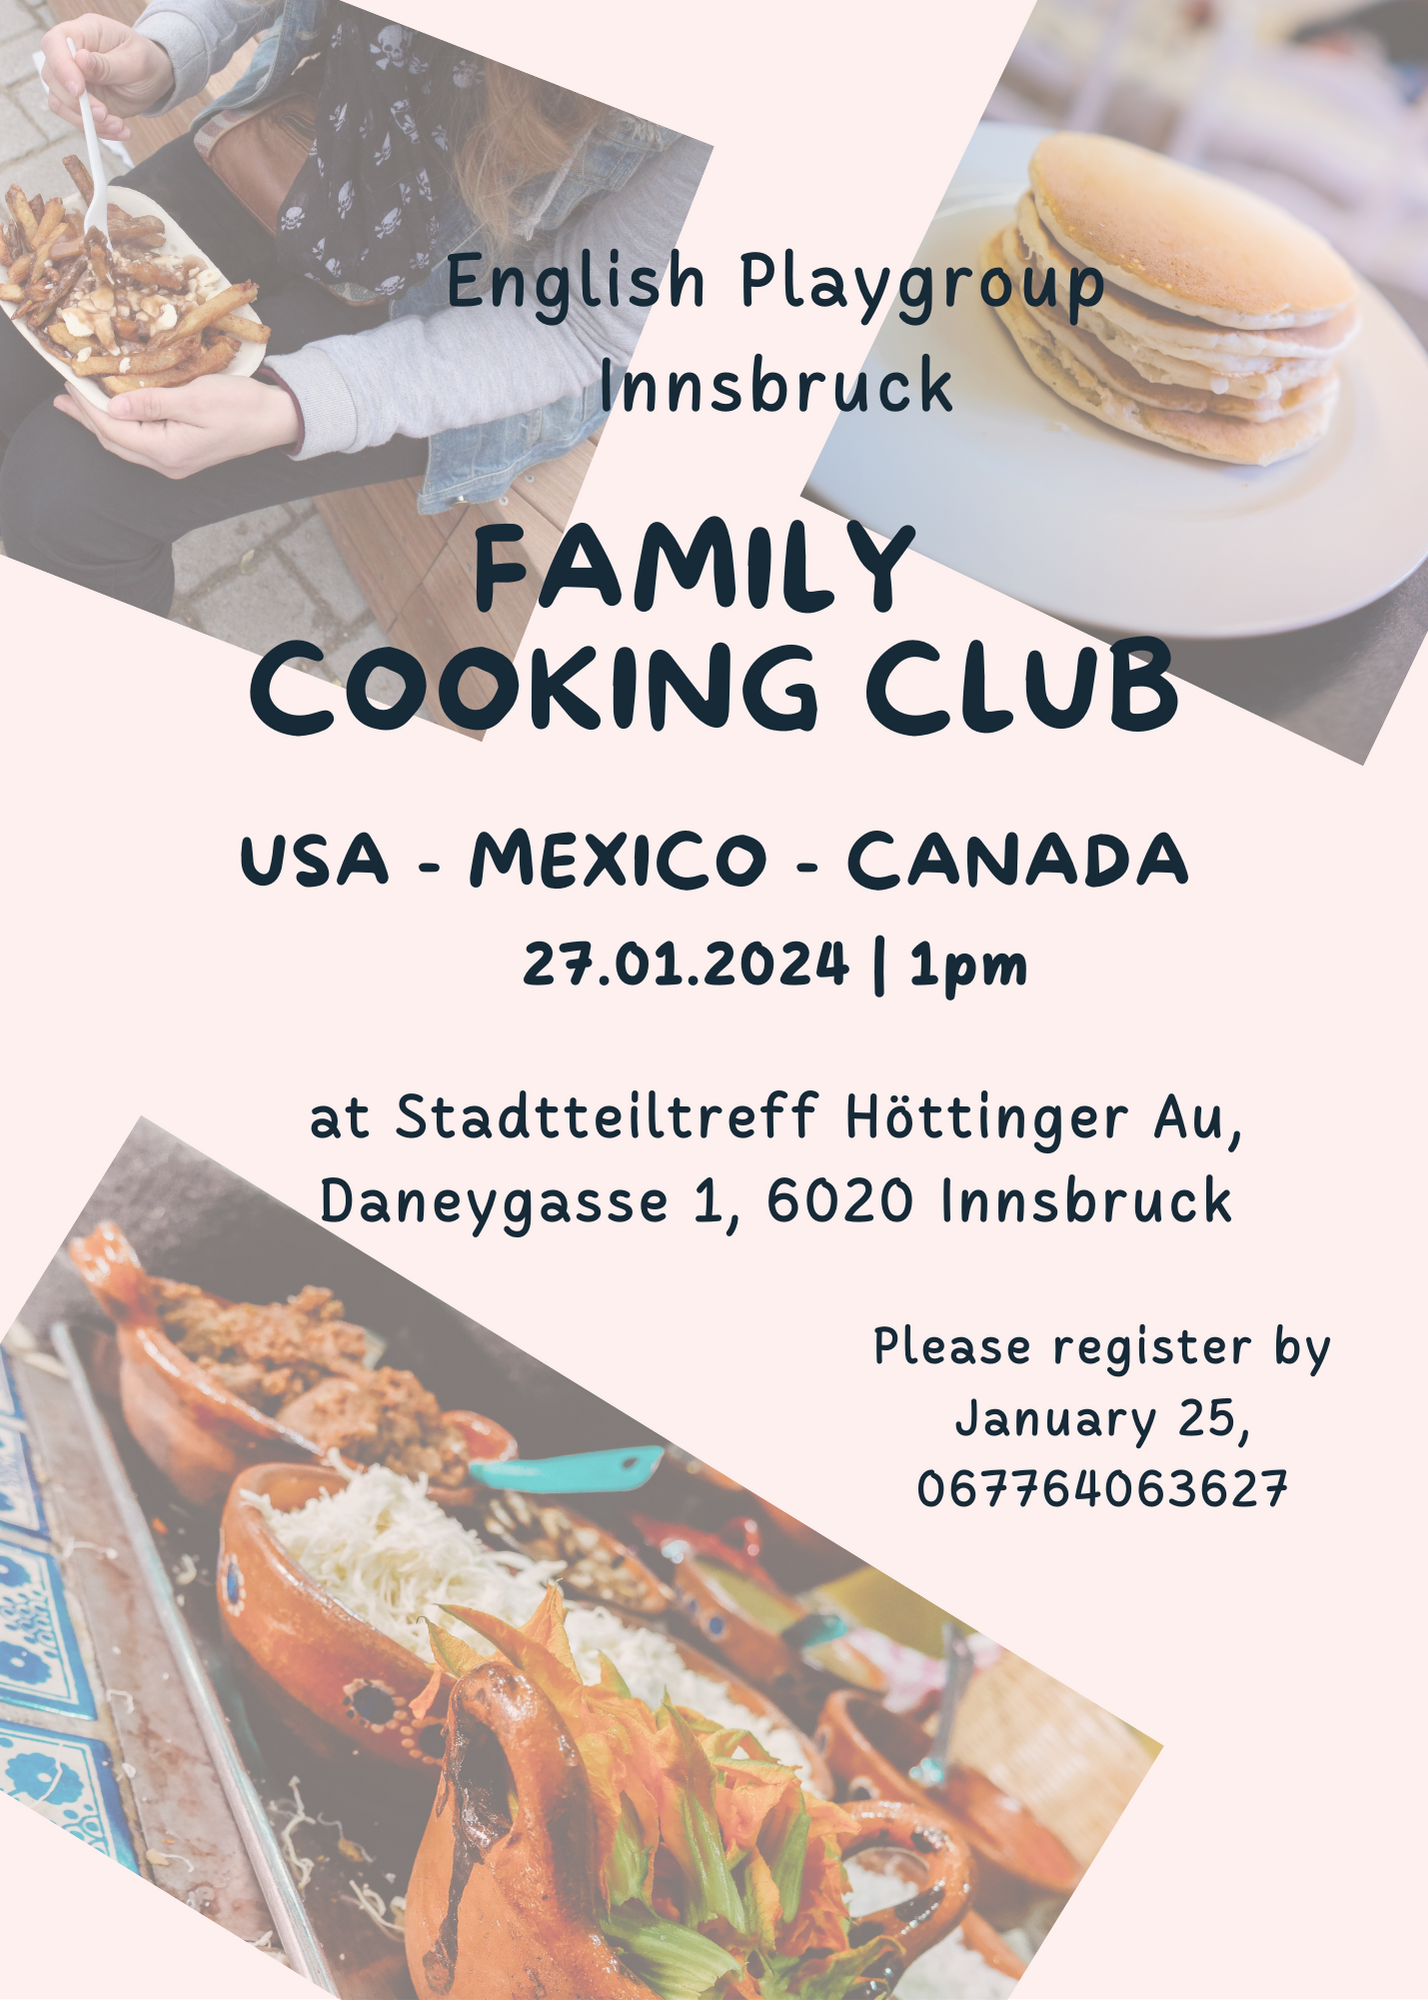 English Playgroup
Innsbruck
FAMILY
COOKING CLUB
USA - MEXICO - CANADA
27.01.2024 | 1pm
at Stadtteiltreff Höttinger Au,
Daneygasse 1, 6020 Innsbruck
Please register by
January 25,
067764063627